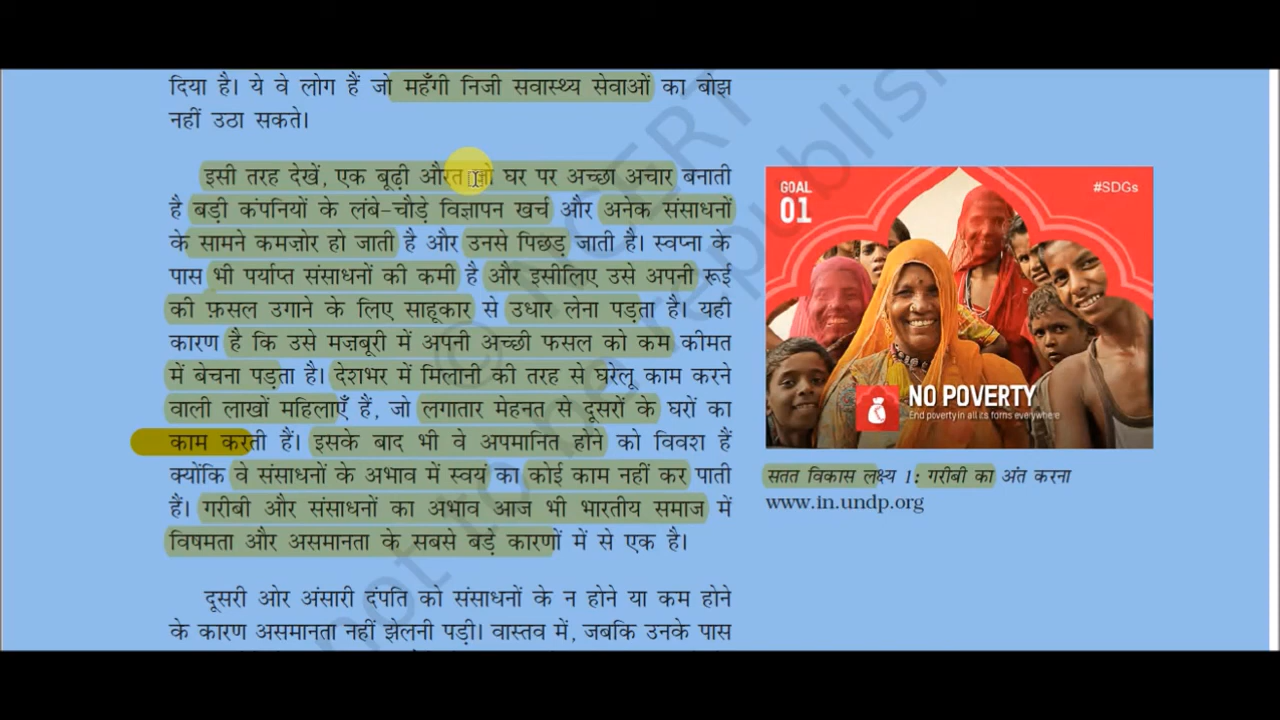 दिया है। ये वे लोग हैं जो महँगी निजी सवास्थ्य सेवाओं का बोझ
नहीं उठा सकते।
इसी तरह देखें, एक बूढ़ी औरत जो घर पर अच्छा अचार बनाती
है बड़ी कंपनियों के लंबे-चौड़े विज्ञापन खर्च और अनेक संसाधनों
के सामने कमज़ोर हो जाती है और उनसे पिछड़ जाती है। स्वप्ना के
पास भी पर्याप्त संसाधनों की कमी है और इसीलिए उसे अपनी रूई
की फ़सल उगाने के लिए साहूकार से उधार लेना पड़ता है। यही
कारण है कि उसे मजबूरी में अपनी अच्छी फसल को कम कीमत
में बेचना पड़ता है। देशभर में मिलानी की तरह से घरेलू काम करने
वाली लाखों महिलाएँ हैं, जो लगातार मेहनत से दूसरों के घरों का
काम करती हैं। इसके बाद भी वे अपमानित होने को विवश हैं
क्योंकि वे संसाधनों के अभाव में स्वयं का कोई काम नहीं कर पाती
हैं। गरीबी और संसाधनों का अभाव आज भी भारतीय समाज में
विषमता और असमानता के सबसे बड़े कारणों में से एक है।
दूसरी ओर अंसारी दंपति को संसाधनों के न होने या कम होने
के कारण असमानता नहीं झेलनी पड़ी। वास्तव में, जबकि उनके पास
GOAL
01
#SDGs
NO POVERTY
End poverty in all its forms everywhere
सतत विकास लक्ष्य 1: गरीबी का अंत करना
www.in.undp.org
© NCERT
not to be republish